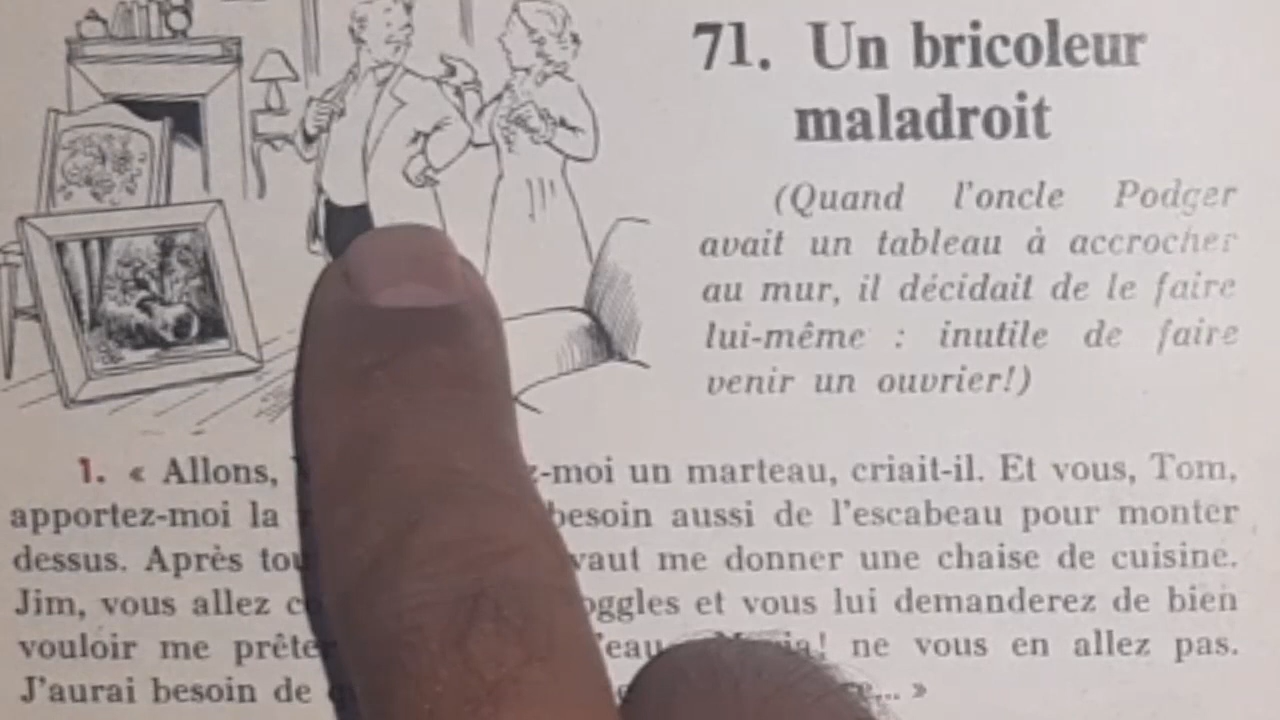 71. Un bricoleur
maladroit
(Quand l'oncle Podger
avait un tableau à accrocher
au mur, il décidait de le faire
lui-même : inutile de faire
venir un ouvrier!)
1. « Allons, -moi un marteau, criait-il. Et vous, Tom,
apportez-moi la besoin aussi de l'escabeau pour monter
dessus. Après vaut me donner une chaise de cuisine.
Jim, vous allez et vous lui demanderez de bien
vouloir me ne vous en allez pas.
J'aurai besoin de ... »